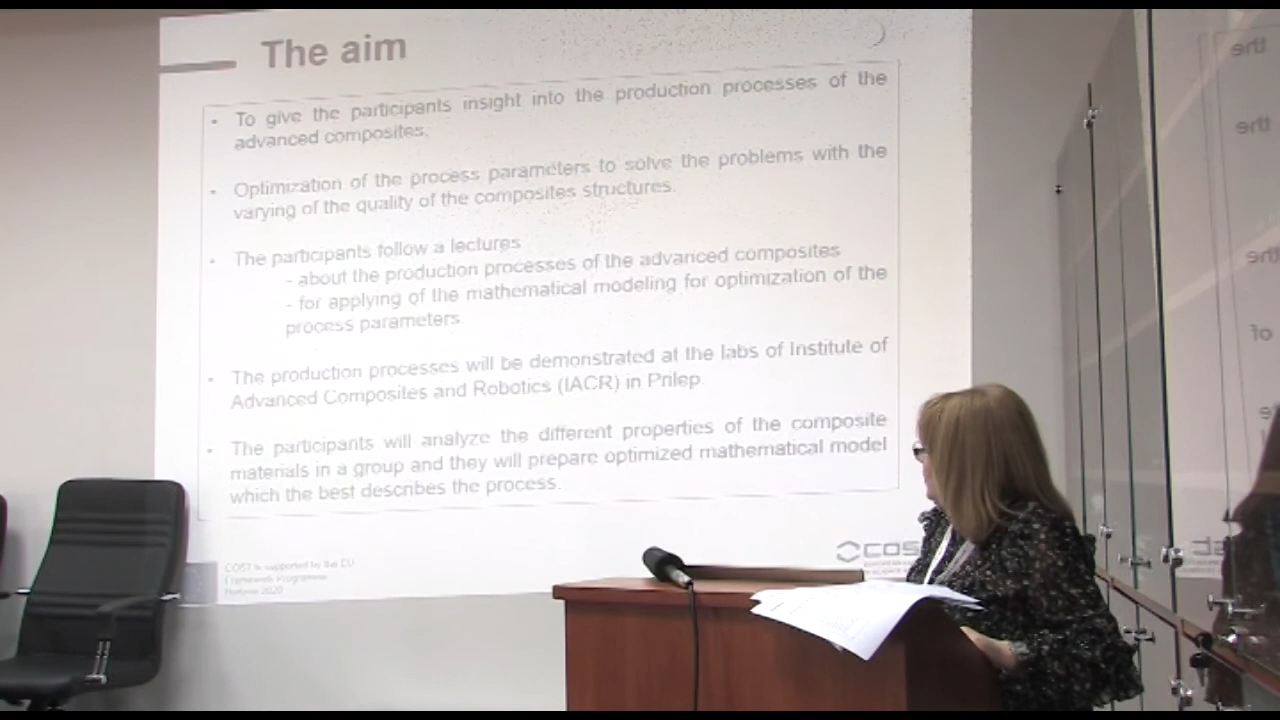 The aim
• To give the participants insight into the production processes of the
advanced composites.
• Optimization of the process parameters to solve the problems with the
varying of the quality of the composites structures.
• The participants follow a lectures
- about the production processes of the advanced composites
- for applying of the mathematical modeling for optimization of the
process parameters
• The production processes will be demonstrated at the labs of Institute of
Advanced Composites and Robotics (IACR) in Prilep
• The participants will analyze the different properties of the composite
materials in a group and they will prepare optimized mathematical model
which the best describes the process.
COST is supported by the EU
Framework Programme
Horizon 2020
cos
the
the
the
of